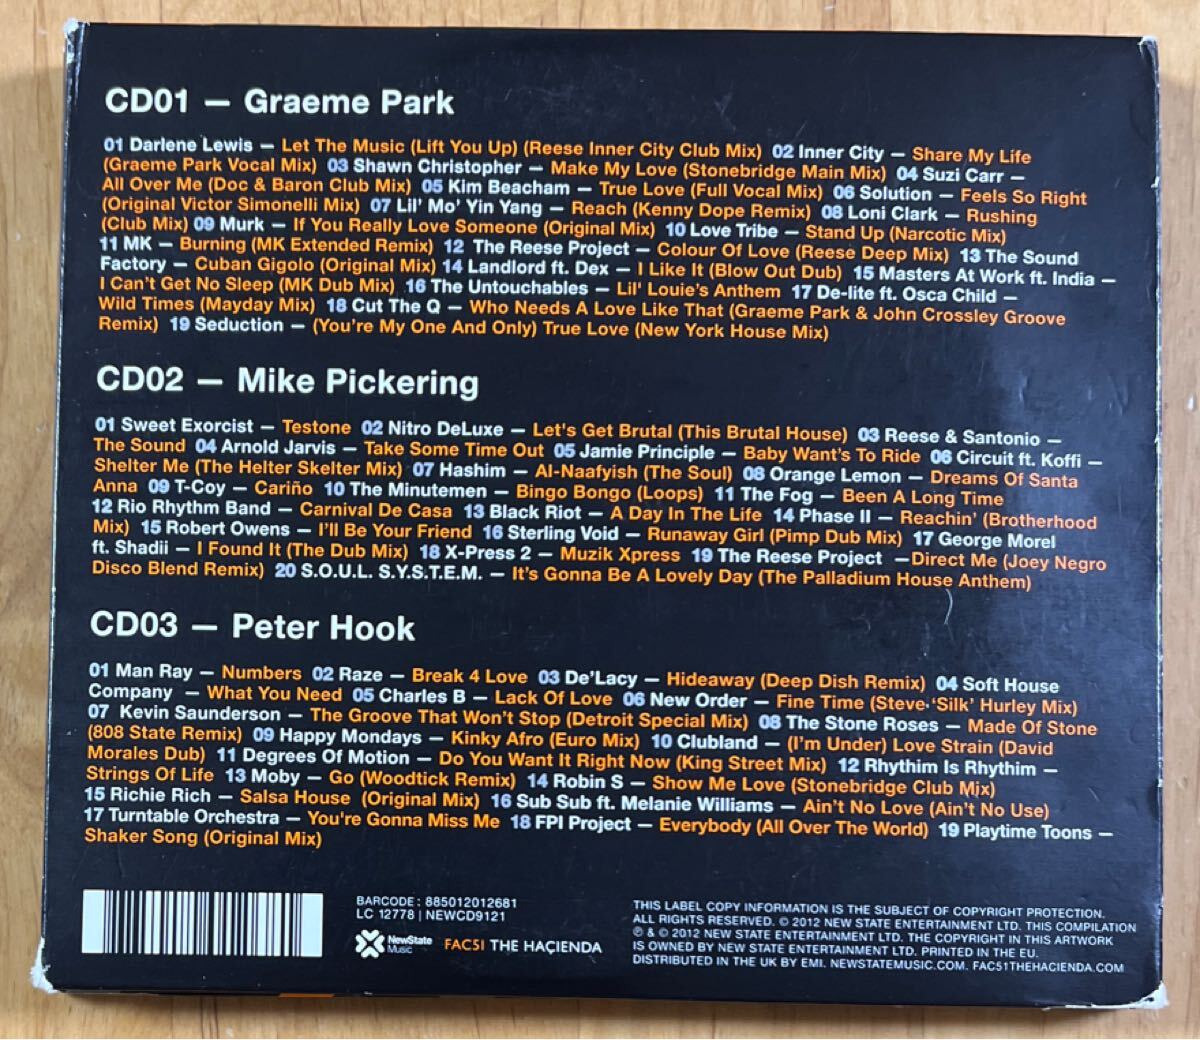 CD01 – Graeme Park
01 Darlene Lewis – Let The Music (Lift You Up) (Reese Inner City Club Mix) 02 Inner City – Share My Life
(Graeme Park Vocal Mix) 03 Shawn Christopher – Make My Love (Stonebridge Main Mix) 04 Suzi Carr –
All Over Me (Doc & Baron Club Mix) 05 Kim Beacham – True Love (Full Vocal Mix) 06 Solution – Feels So Right
(Original Victor Simonelli Mix) 07 Lil' Mo' Yin Yang – Reach (Kenny Dope Remix) 08 Loni Clark – Rushing
(Club Mix) 09 Murk – If You Really Love Someone (Original Mix) 10 Love Tribe – Stand Up (Narcotic Mix)
11 MK – Burning (MK Extended Remix) 12 The Reese Project – Colour Of Love (Reese Deep Mix) 13 The Sound
Factory – Cuban Gigolo (Original Mix) 14 Landlord ft. Dex – I Like It (Blow Out Dub) 15 Masters At Work ft. India –
I Can't Get No Sleep (MK Dub Mix) 16 The Untouchables – Lil' Louie's Anthem 17 De-lite ft. Osca Child –
Wild Times (Mayday Mix) 18 Cut The Q – Who Needs A Love Like That (Graeme Park & John Crossley Groove
Remix) 19 Seduction – (You're My One And Only) True Love (New York House Mix)
CD02 – Mike Pickering
01 Sweet Exorcist – Testone 02 Nitro DeLuxe – Let's Get Brutal (This Brutal House) 03 Reese & Santonio –
The Sound 04 Arnold Jarvis – Take Some Time Out 05 Jamie Principle – Baby Want's To Ride 06 Circuit ft. Koffi –
Shelter Me (The Helter Skelter Mix) 07 Hashim – Al-Naafyish (The Soul) 08 Orange Lemon – Dreams Of Santa
Anna 09 T-Coy – Cariño 10 The Minutemen – Bingo Bongo (Loops) 11 The Fog – Been A Long Time
12 Rio Rhythm Band – Carnival De Casa 13 Black Riot – A Day In The Life 14 Phase II – Reachin' (Brotherhood
Mix) 15 Robert Owens – I'll Be Your Friend 16 Sterling Void – Runaway Girl (Pimp Dub Mix) 17 George Morel
ft. Shadii – I Found It (The Dub Mix) 18 X-Press 2 – Muzik Xpress 19 The Reese Project –Direct Me (Joey Negro
Disco Blend Remix) 20 S.O.U.L. S.Y.S.T.E.M. – It's Gonna Be A Lovely Day (The Palladium House Anthem)
CD03 – Peter Hook
01 Man Ray – Numbers 02 Raze – Break 4 Love 03 De'Lacy – Hideaway (Deep Dish Remix) 04 Soft House
Company – What You Need 05 Charles B – Lack Of Love 06 New Order – Fine Time (Steve 'Silk' Hurley Mix)
07 Kevin Saunderson – The Groove That Won't Stop (Detroit Special Mix) 08 The Stone Roses – Made Of Stone
(808 State Remix) 09 Happy Mondays – Kinky Afro (Euro Mix) 10 Clubland – (I'm Under) Love Strain (David
Morales Dub) 11 Degrees Of Motion – Do You Want It Right Now (King Street Mix) 12 Rhythim Is Rhythim –
Strings Of Life 13 Moby – Go (Woodtick Remix) 14 Robin S – Show Me Love (Stonebridge Club Mix)
15 Richie Rich – Salsa House (Original Mix) 16 Sub Sub ft. Melanie Williams – Ain't No Love (Ain't No Use)
17 Turntable Orchestra – You're Gonna Miss Me 18 FPI Project – Everybody (All Over The World) 19 Playtime Toons –
Shaker Song (Original Mix)
BARCODE : 885012012681
LC 12778 | NEWCD9121
NewState
Music
FAC51 THE HAÇIENDA
THIS LABEL COPY INFORMATION IS THE SUBJECT OF COPYRIGHT PROTECTION.
ALL RIGHTS RESERVED. © 2012 NEW STATE ENTERTAINMENT LTD. THIS COMPILATION
℗ & © 2012 NEW STATE ENTERTAINMENT LTD. THE COPYRIGHT IN THIS ARTWORK
IS OWNED BY NEW STATE ENTERTAINMENT LTD. PRINTED IN THE EU.
DISTRIBUTED IN THE UK BY EMI. NEWSTATEMUSIC.COM. FAC51THEHACIENDA.COM